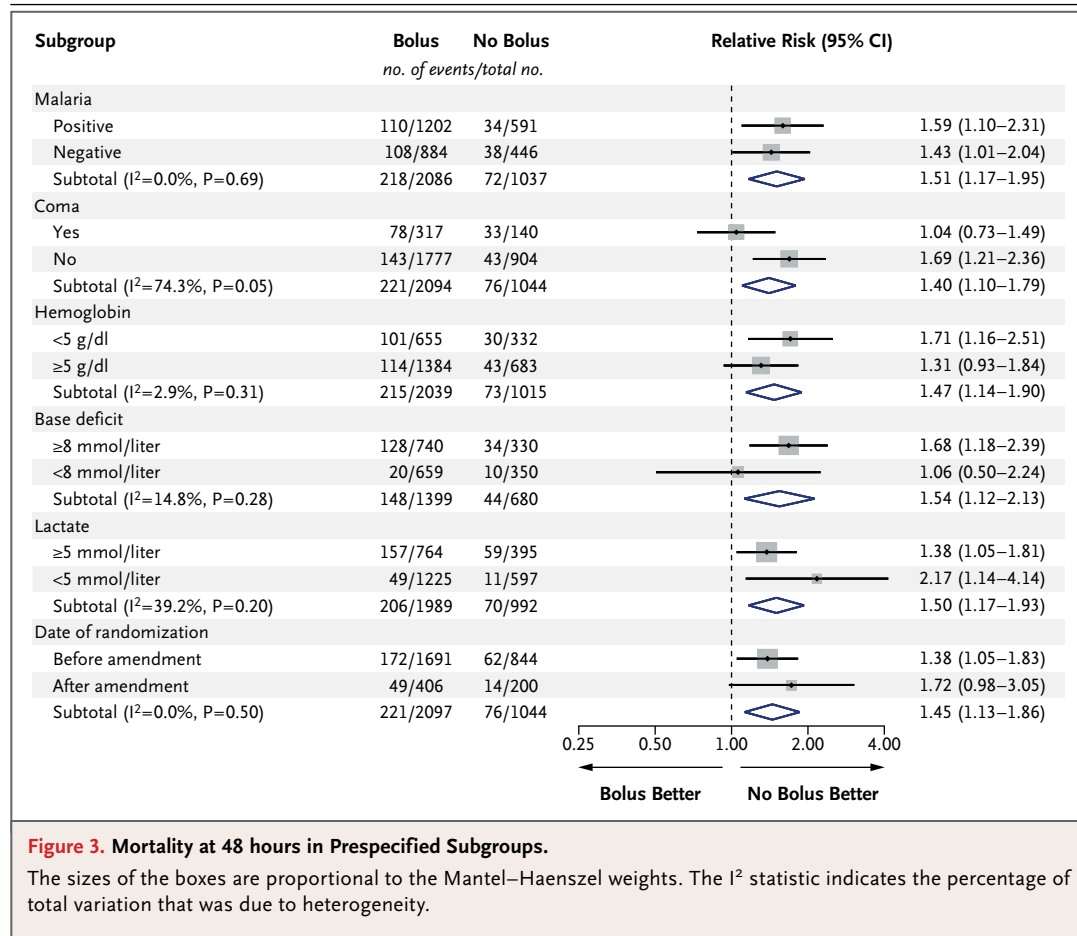 Subgroup Bolus No Bolus Relative Risk (95% CI)
no. of events/total no.
Malaria
Positive 110/1202 34/591 1.59 (1.10–2.31)
Negative 108/884 38/446 1.43 (1.01–2.04)
Subtotal (I²=0.0%, P=0.69) 218/2086 72/1037 1.51 (1.17–1.95)
Coma
Yes 78/317 33/140 1.04 (0.73–1.49)
No 143/1777 43/904 1.69 (1.21–2.36)
Subtotal (I²=74.3%, P=0.05) 221/2094 76/1044 1.40 (1.10–1.79)
Hemoglobin
<5 g/dl 101/655 30/332 1.71 (1.16–2.51)
≥5 g/dl 114/1384 43/683 1.31 (0.93–1.84)
Subtotal (I²=2.9%, P=0.31) 215/2039 73/1015 1.47 (1.14–1.90)
Base deficit
≥8 mmol/liter 128/740 34/330 1.68 (1.18–2.39)
<8 mmol/liter 20/659 10/350 1.06 (0.50–2.24)
Subtotal (I²=14.8%, P=0.28) 148/1399 44/680 1.54 (1.12–2.13)
Lactate
≥5 mmol/liter 157/764 59/395 1.38 (1.05–1.81)
<5 mmol/liter 49/1225 11/597 2.17 (1.14–4.14)
Subtotal (I²=39.2%, P=0.20) 206/1989 70/992 1.50 (1.17–1.93)
Date of randomization
Before amendment 172/1691 62/844 1.38 (1.05–1.83)
After amendment 49/406 14/200 1.72 (0.98–3.05)
Subtotal (I²=0.0%, P=0.50) 221/2097 76/1044 1.45 (1.13–1.86)
0.25 0.50 1.00 2.00 4.00
Bolus Better No Bolus Better
Figure 3. Mortality at 48 hours in Prespecified Subgroups.
The sizes of the boxes are proportional to the Mantel–Haenszel weights. The I² statistic indicates the percentage of
total variation that was due to heterogeneity.